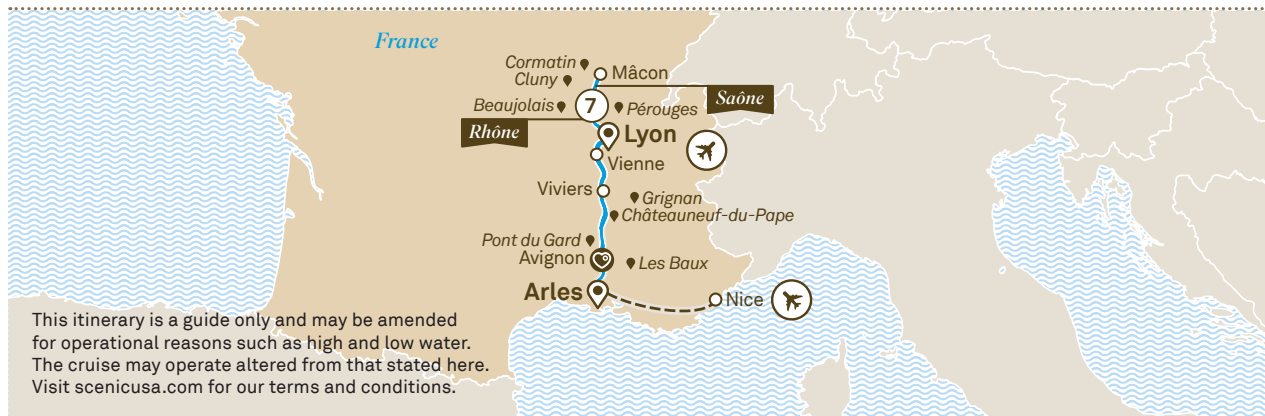 France
Cormatin
Cluny
Mâcon
Saône
Beaujolais
7
Pérouges
Rhône
Lyon
Vienne
Viviers
Grignan
Châteauneuf-du-Pape
Pont du Gard
Avignon
Les Baux
Arles
Nice
This itinerary is a guide only and may be amended
for operational reasons such as high and low water.
The cruise may operate altered from that stated here.
Visit scenicusa.com for our terms and conditions.